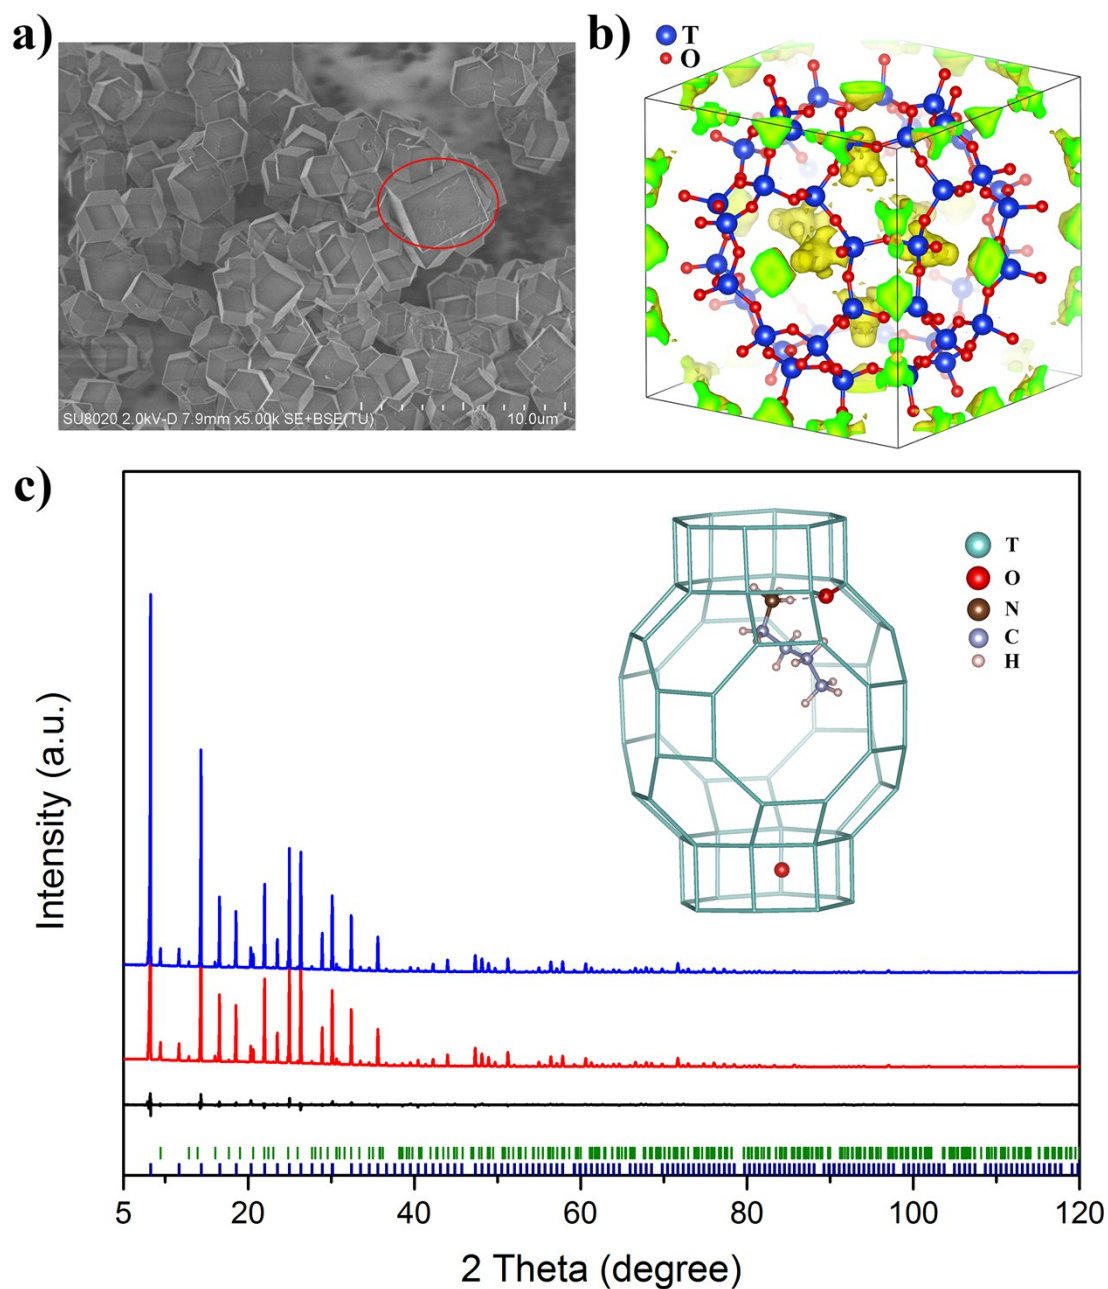 a)
SU8020 2.0kV-D 7.9mm x5.00k SE+BSE(TU) 10.0um
b)
T
O
c)
T
O
N
C
H
Intensity (a.u.)
5 20 40 60 80 100 120
2 Theta (degree)